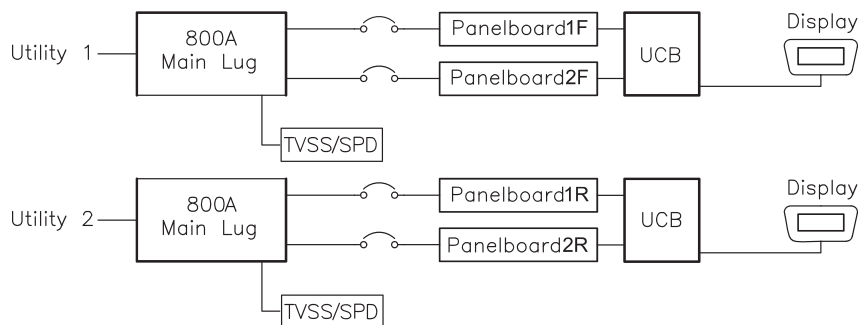 Utility 1
800A
Main Lug
Panelboard1F
Panelboard2F
UCB
Display
TVSS/SPD
Utility 2
800A
Main Lug
Panelboard1R
Panelboard2R
UCB
Display
TVSS/SPD